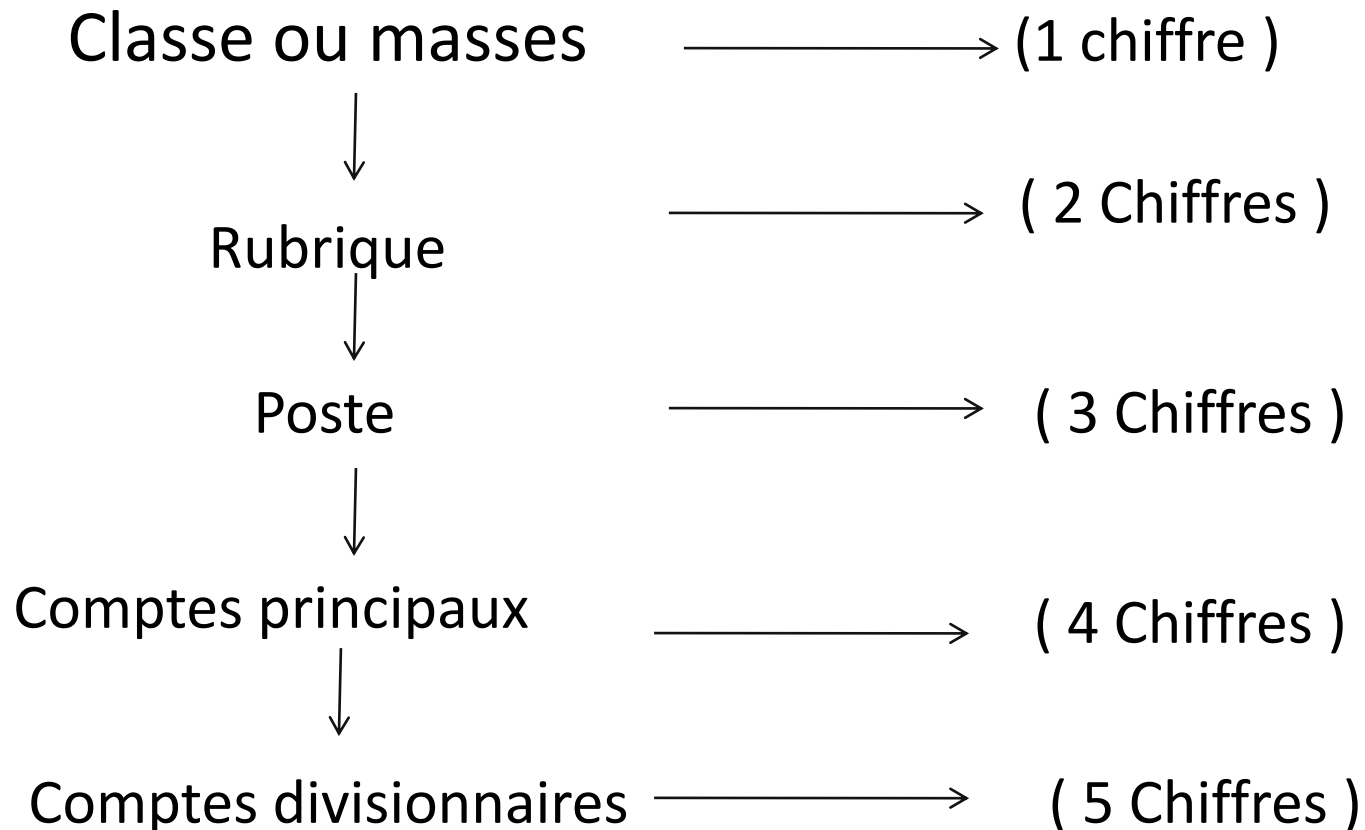 Classe ou masses (1 chiffre )
Rubrique ( 2 Chiffres )
Poste ( 3 Chiffres )
Comptes principaux ( 4 Chiffres )
Comptes divisionnaires ( 5 Chiffres )